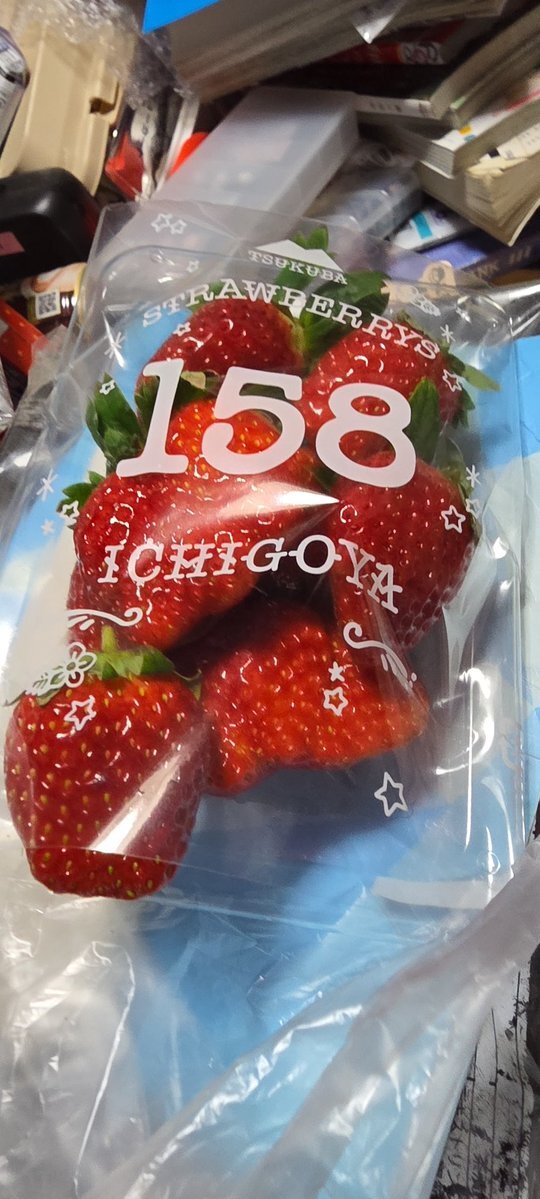 TSUKUBA
STRAWBERRYS
158
ICHIGOYA